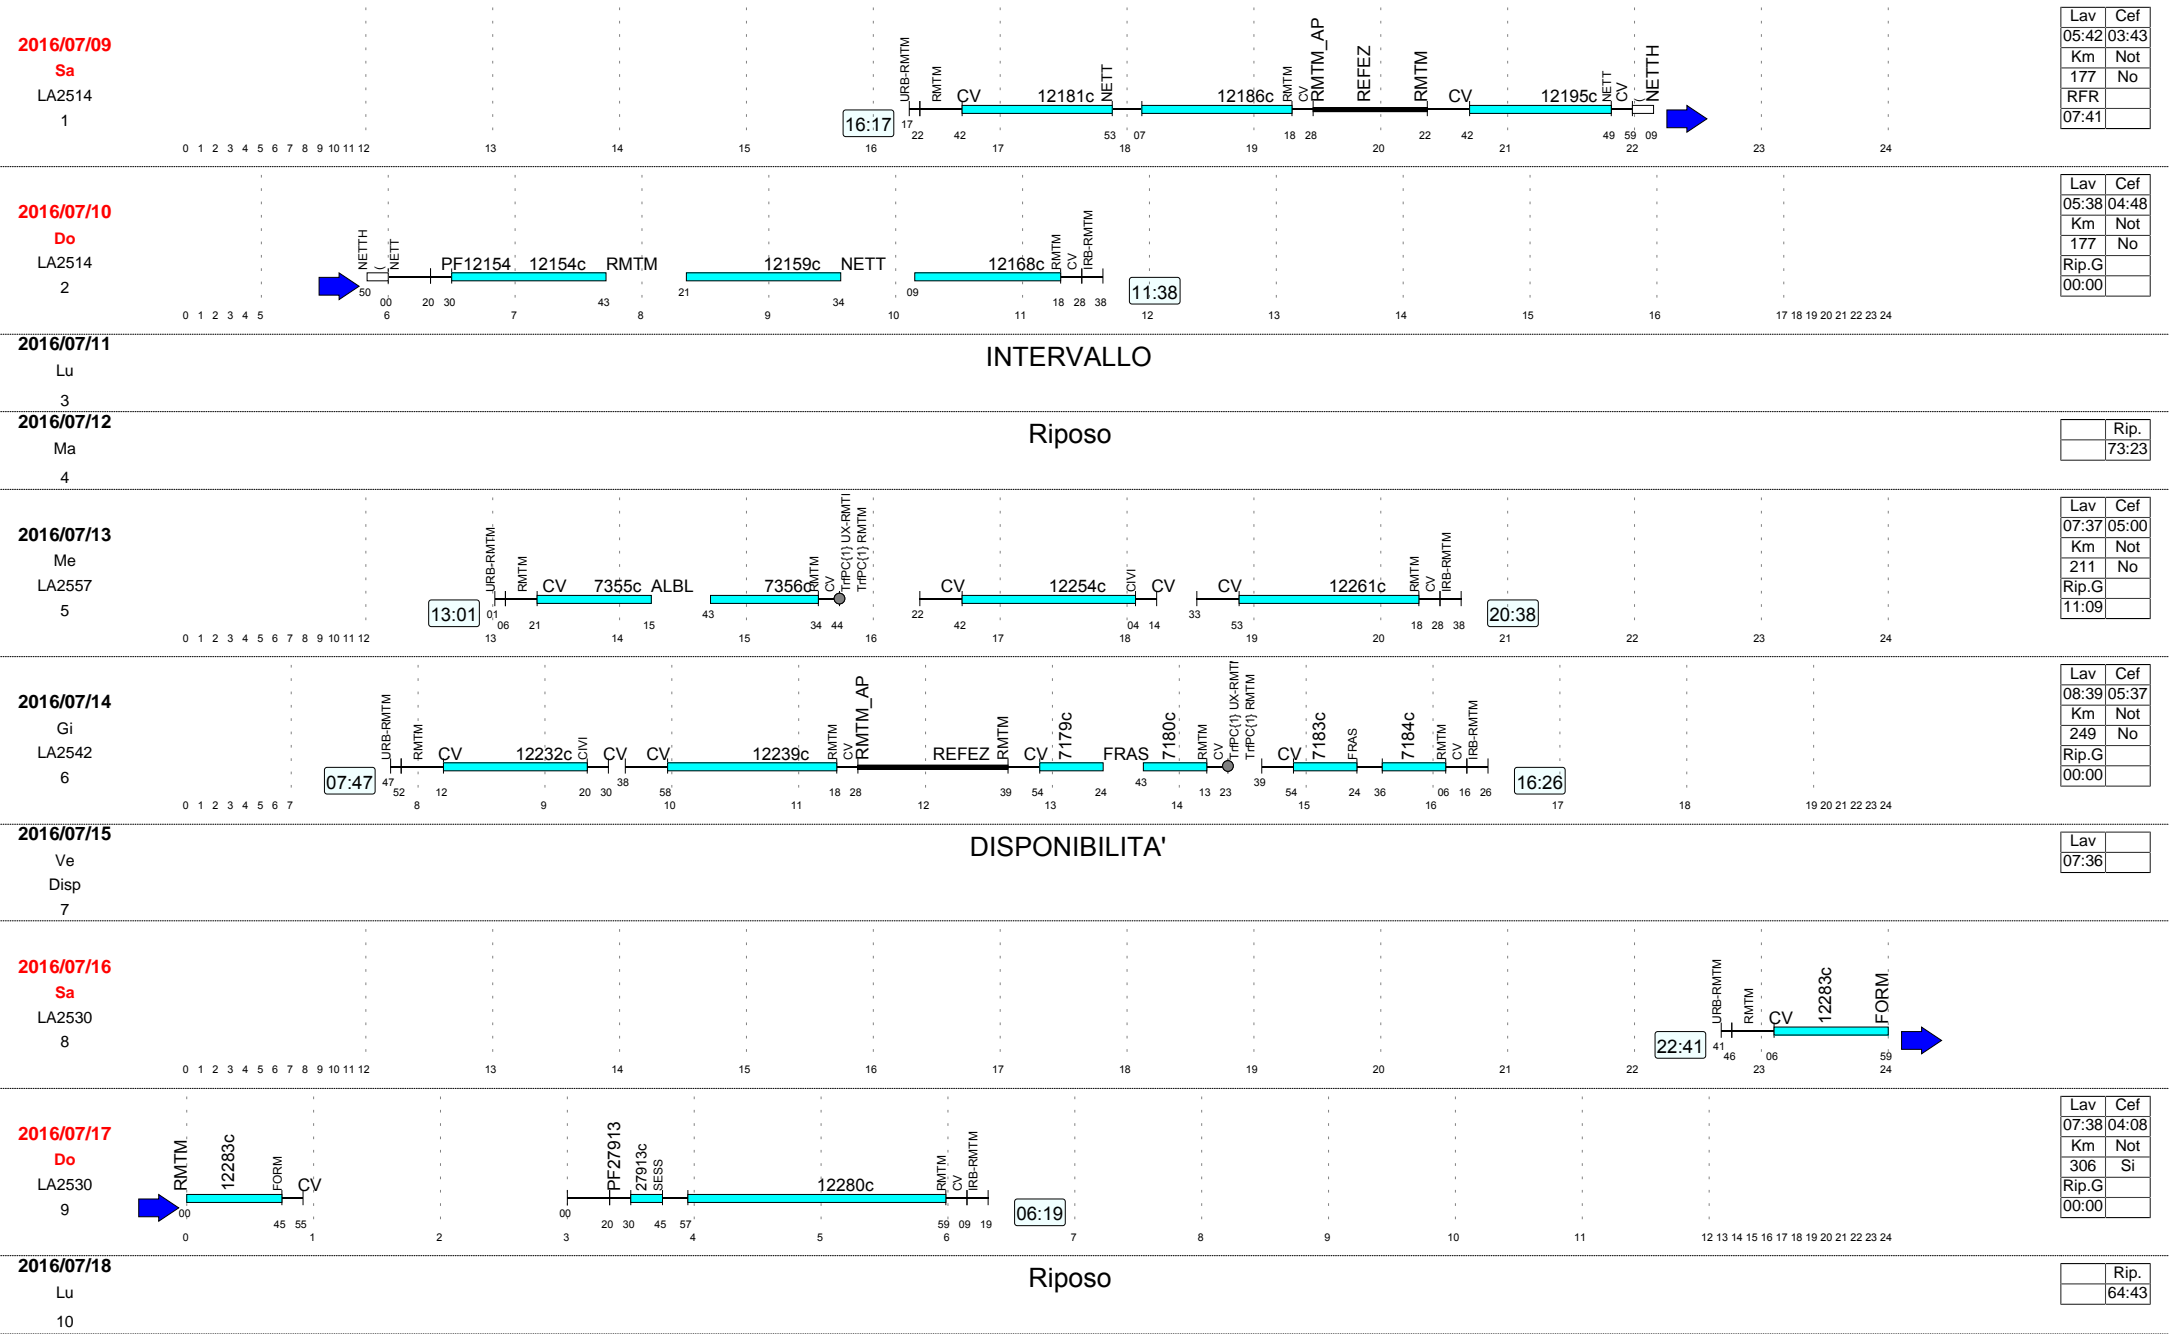 2016/07/09
Sa
LA2514
1
16:17
URB-RMTM RMTM CV 12181c NETT 12186c RMTM CV RMTM_AP REFEZ RMTM CV 12195c NETT CV ( NETTH
17 22 42 53 07 18 28 22 42 49 59 09
0 1 2 3 4 5 6 7 8 9 10 11 12 13 14 15 16 17 18 19 20 21 22 23 24
Lav Cef
05:42 03:43
Km Not
177 No
RFR
07:41
2016/07/10
Do
LA2514
2
NETTH ( NETT PF12154 12154c RMTM 12159c NETT 12168c RMTM CV IRB-RMTM
50 00 20 30 43 21 34 09 18 28 38
11:38
0 1 2 3 4 5 6 7 8 9 10 11 12 13 14 15 16 17 18 19 20 21 22 23 24
Lav Cef
05:38 04:48
Km Not
177 No
Rip.G
00:00
2016/07/11
Lu
3
INTERVALLO
2016/07/12
Ma
4
Riposo
Rip.
73:23
2016/07/13
Me
LA2557
5
13:01
URB-RMTM RMTM CV 7355c ALBL 7356c RMTM CV TrfPC{1} UX-RMTI TrfPC{1} RMTM CV 12254c CIVI CV CV 12261c RMTM CV IRB-RMTM
01 06 21 15 43 34 44 22 42 04 14 33 53 18 28 38
20:38
0 1 2 3 4 5 6 7 8 9 10 11 12 13 14 15 16 17 18 19 20 21 22 23 24
Lav Cef
07:37 05:00
Km Not
211 No
Rip.G
11:09
2016/07/14
Gi
LA2542
6
07:47
URB-RMTM RMTM CV 12232c CIVI CV CV 12239c RMTM CV RMTM_AP REFEZ RMTM CV 7179c FRAS 7180c RMTM CV TrfPC{1} UX-RMTI TrfPC{1} RMTM CV 7183c FRAS 7184c RMTM CV IRB-RMTM
47 52 12 20 30 38 58 18 28 39 54 24 43 13 23 39 54 24 36 06 16 26
16:26
0 1 2 3 4 5 6 7 8 9 10 11 12 13 14 15 16 17 18 19 20 21 22 23 24
Lav Cef
08:39 05:37
Km Not
249 No
Rip.G
00:00
2016/07/15
Ve
Disp
7
DISPONIBILITA'
Lav
07:36
2016/07/16
Sa
LA2530
8
22:41
URB-RMTM RMTM CV 12283c FORM
41 46 06 59
0 1 2 3 4 5 6 7 8 9 10 11 12 13 14 15 16 17 18 19 20 21 22 23 24
2016/07/17
Do
LA2530
9
RMTM 12283c FORM CV PF27913 27913c SESS 12280c RMTM CV IRB-RMTM
00 45 55 00 20 30 45 57 59 09 19
06:19
0 1 2 3 4 5 6 7 8 9 10 11 12 13 14 15 16 17 18 19 20 21 22 23 24
Lav Cef
07:38 04:08
Km Not
306 Si
Rip.G
00:00
2016/07/18
Lu
10
Riposo
Rip.
64:43